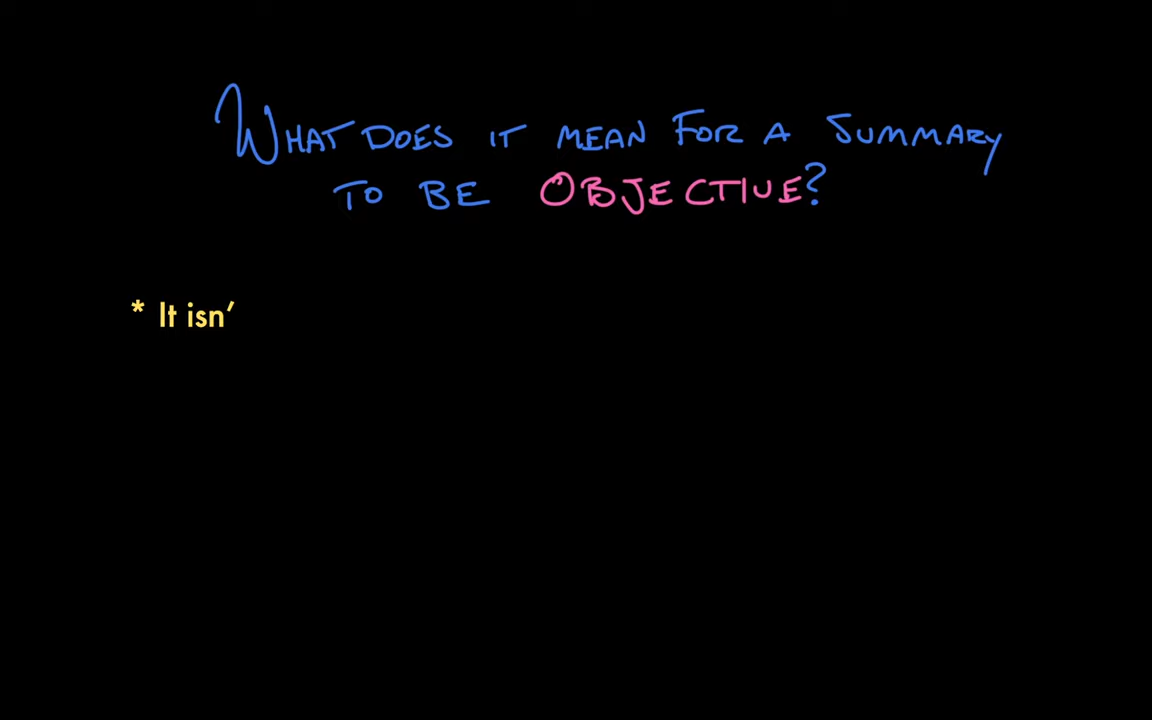 WHAT DOES IT MEAN FOR A SUMMARY
TO BE OBJECTIVE?
* It isn’